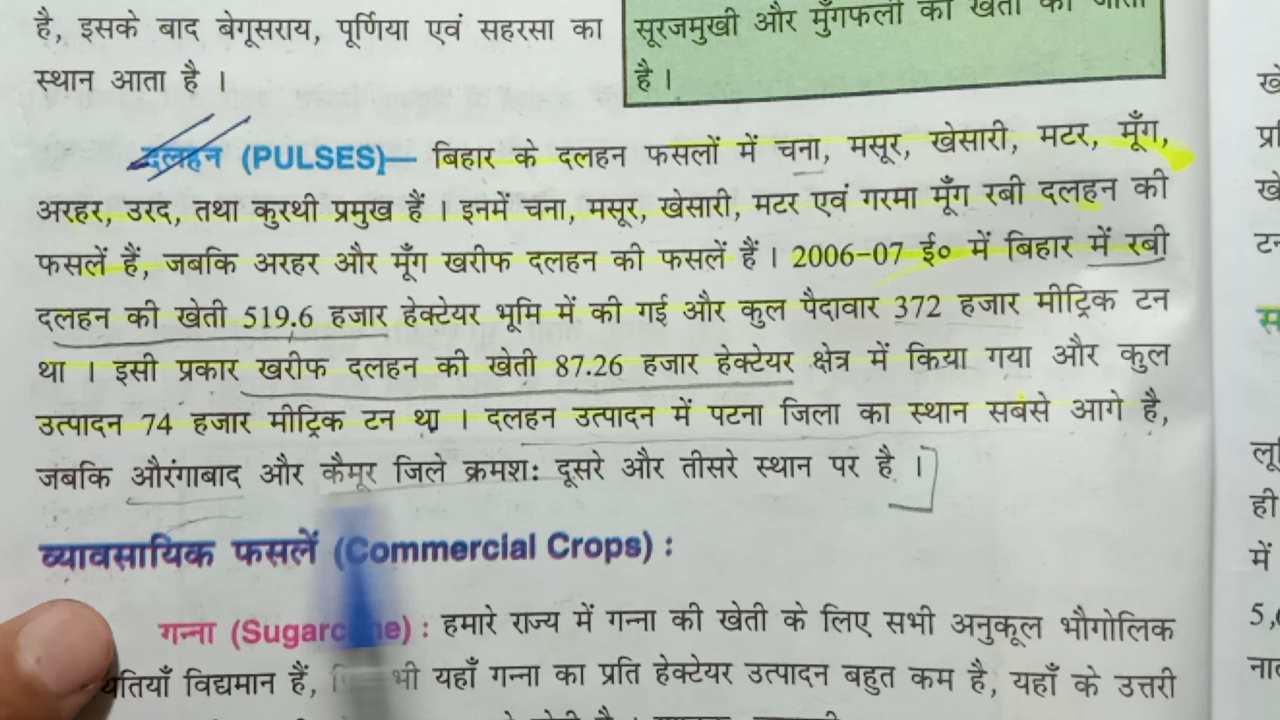 है, इसके बाद बेगूसराय, पूर्णिया एवं सहरसा का
स्थान आता है ।
सूरजमुखी और मूँगफली की खेती की जाती
है ।
दलहन (PULSES)— बिहार के दलहन फसलों में चना, मसूर, खेसारी, मटर, मूँग,
अरहर, उरद, तथा कुरथी प्रमुख हैं । इनमें चना, मसूर, खेसारी, मटर एवं गरमा मूँग रबी दलहन की
फसलें हैं, जबकि अरहर और मूँग खरीफ दलहन की फसलें हैं । 2006-07 ई० में बिहार में रबी
दलहन की खेती 519.6 हजार हेक्टेयर भूमि में की गई और कुल पैदावार 372 हजार मीट्रिक टन
था । इसी प्रकार खरीफ दलहन की खेती 87.26 हजार हेक्टेयर क्षेत्र में किया गया और कुल
उत्पादन 74 हजार मीट्रिक टन था । दलहन उत्पादन में पटना जिला का स्थान सबसे आगे है,
जबकि औरंगाबाद और कैमूर जिले क्रमश: दूसरे और तीसरे स्थान पर है ।
व्यावसायिक फसलें (Commercial Crops) :
गन्ना (Sugarcane) : हमारे राज्य में गन्ना की खेती के लिए सभी अनुकूल भौगोलिक
विद्यमान हैं, भी यहाँ गन्ना का प्रति हेक्टेयर उत्पादन बहुत कम है, यहाँ के उत्तरी
ही
में